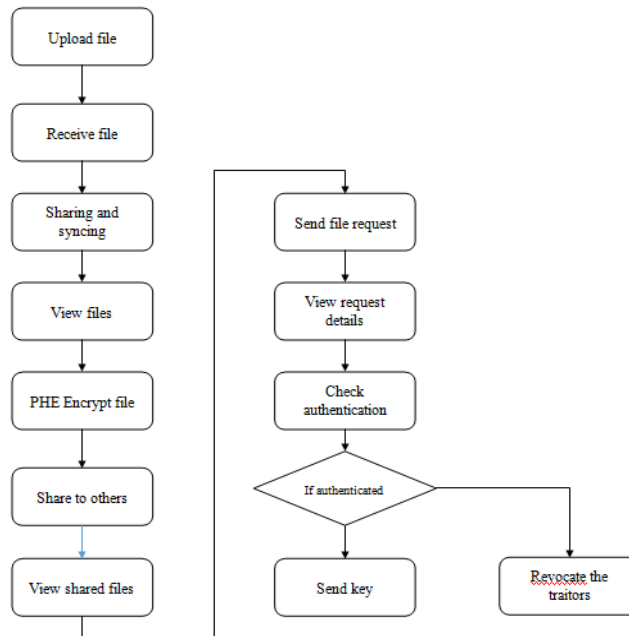 Upload file
Receive file
Sharing and
syncing
View files
PHE Encrypt file
Share to others
View shared files
Send file request
View request
details
Check
authentication
If authenticated
Send key
Revocate the
traitors